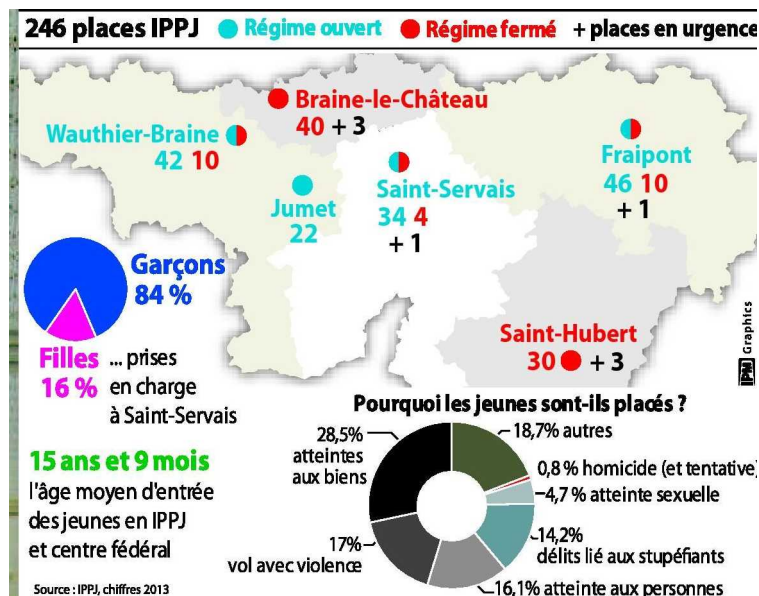 246 places IPPJ Régime ouvert Régime fermé + places en urgence
Braine-le-Château
40 + 3
Wauthier-Braine
42 10
Fraipont
46 10
+ 1
Saint-Servais
34 4
+ 1
Jumet
22
Garçons
84 %
Filles
16 %
... prises
en charge
à Saint-Servais
Saint-Hubert
30 + 3
IPM Graphics
15 ans et 9 mois
l'âge moyen d'entrée
des jeunes en IPPJ
et centre fédéral
Pourquoi les jeunes sont-ils placés ?
28,5%
atteintes
aux biens
18,7% autres
0,8 % homicide (et tentative)
4,7 % atteinte sexuelle
14,2%
délits lié aux stupéfiants
17%
vol avec violence
16,1% atteinte aux personnes
Source : IPPJ, chiffres 2013